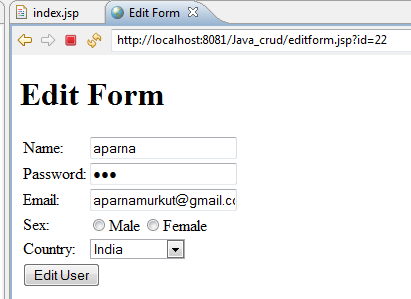 index.jsp Edit Form
http://localhost:8081/Java_crud/editform.jsp?id=22
Edit Form
Name: aparna
Password: ●●●
Email: aparnamurkut@gmail.co
Sex: Male Female
Country: India
Edit User